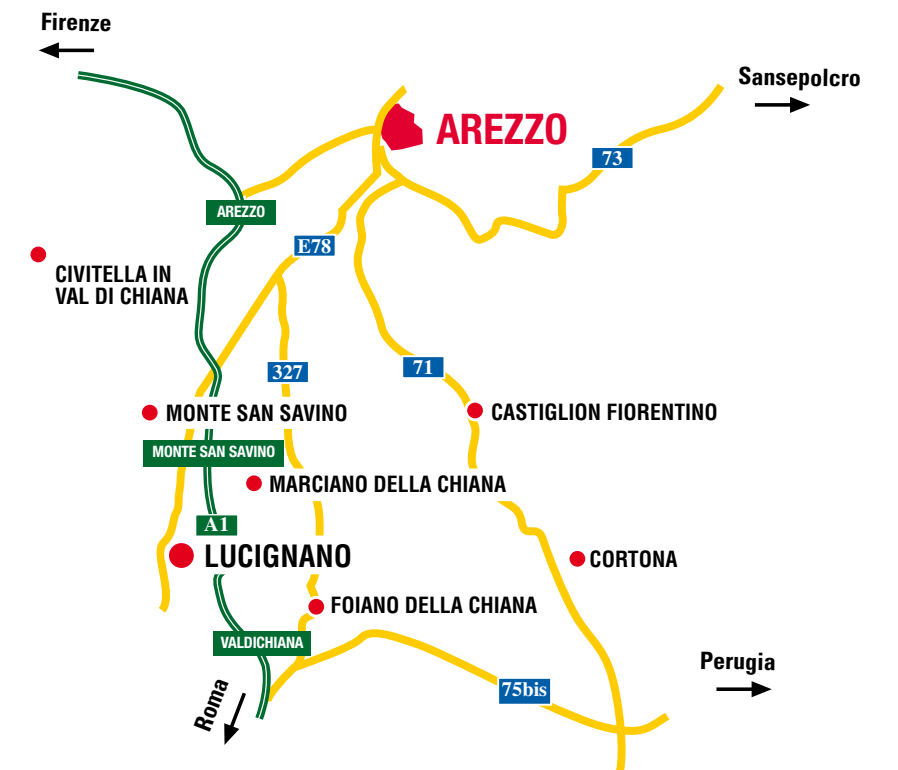 Firenze
Sansepolcro
AREZZO
73
AREZZO
E78
CIVITELLA IN
VAL DI CHIANA
327
71
MONTE SAN SAVINO
CASTIGLION FIORENTINO
MONTE SAN SAVINO
MARCIANO DELLA CHIANA
A1
LUCIGNANO
CORTONA
FOIANO DELLA CHIANA
VALDICHIANA
Perugia
75bis
Roma